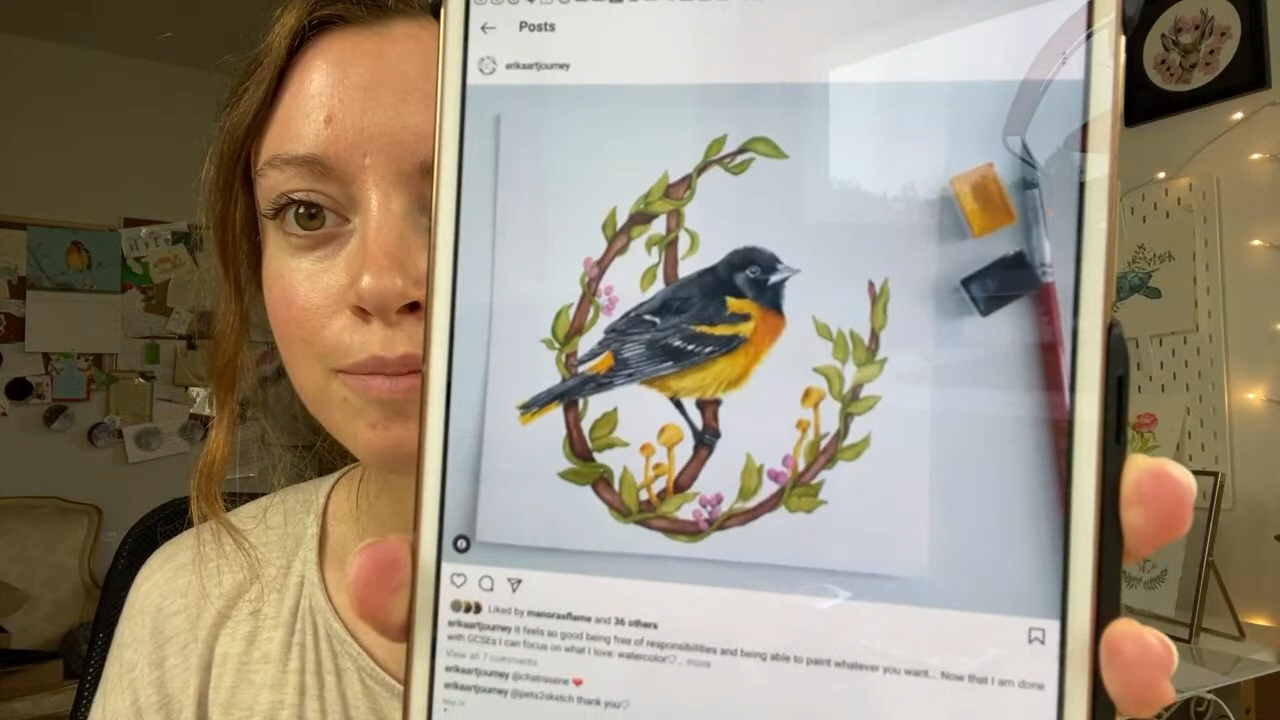 Posts
erikaartjourney
Liked by manorasflame and 36 others
erikaartjourney it feels so good being free of responsibilities and being able to paint whatever you want... Now that I am done
with GCSEs I can focus on what I love: watercolor♡... more
View all 7 comments
erikaartjourney @chatrasaine ❤️
erikaartjourney @pets2sketch thank you♡